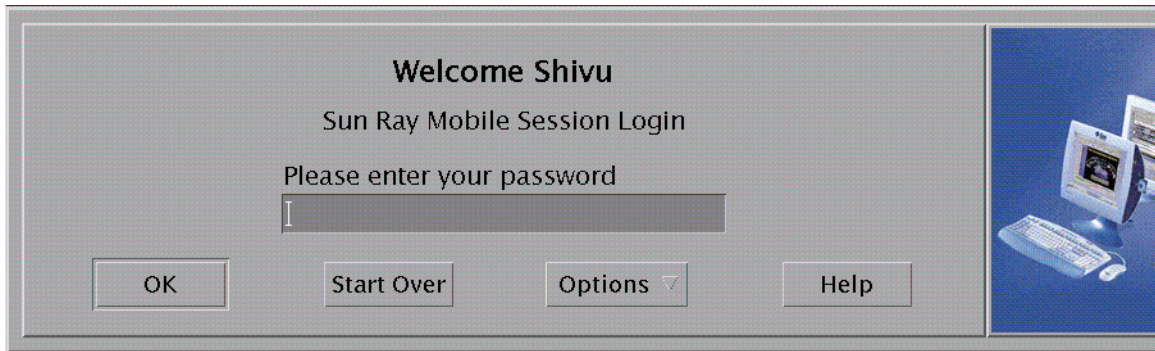 Welcome Shivu
Sun Ray Mobile Session Login
Please enter your password
OK
Start Over
Options
Help